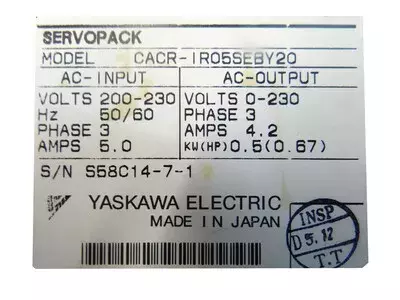 SERVOPACK
MODEL CACR-IR05SEBY20
AC-INPUT AC-OUTPUT
VOLTS 200-230 VOLTS 0-230
Hz 50/60 PHASE 3
PHASE 3 AMPS 4.2
AMPS 5.0 KW(HP) 0.5(0.67)
S/N S58C14-7-1
YASKAWA ELECTRIC
MADE IN JAPAN
INSP
D 5.12
T.T